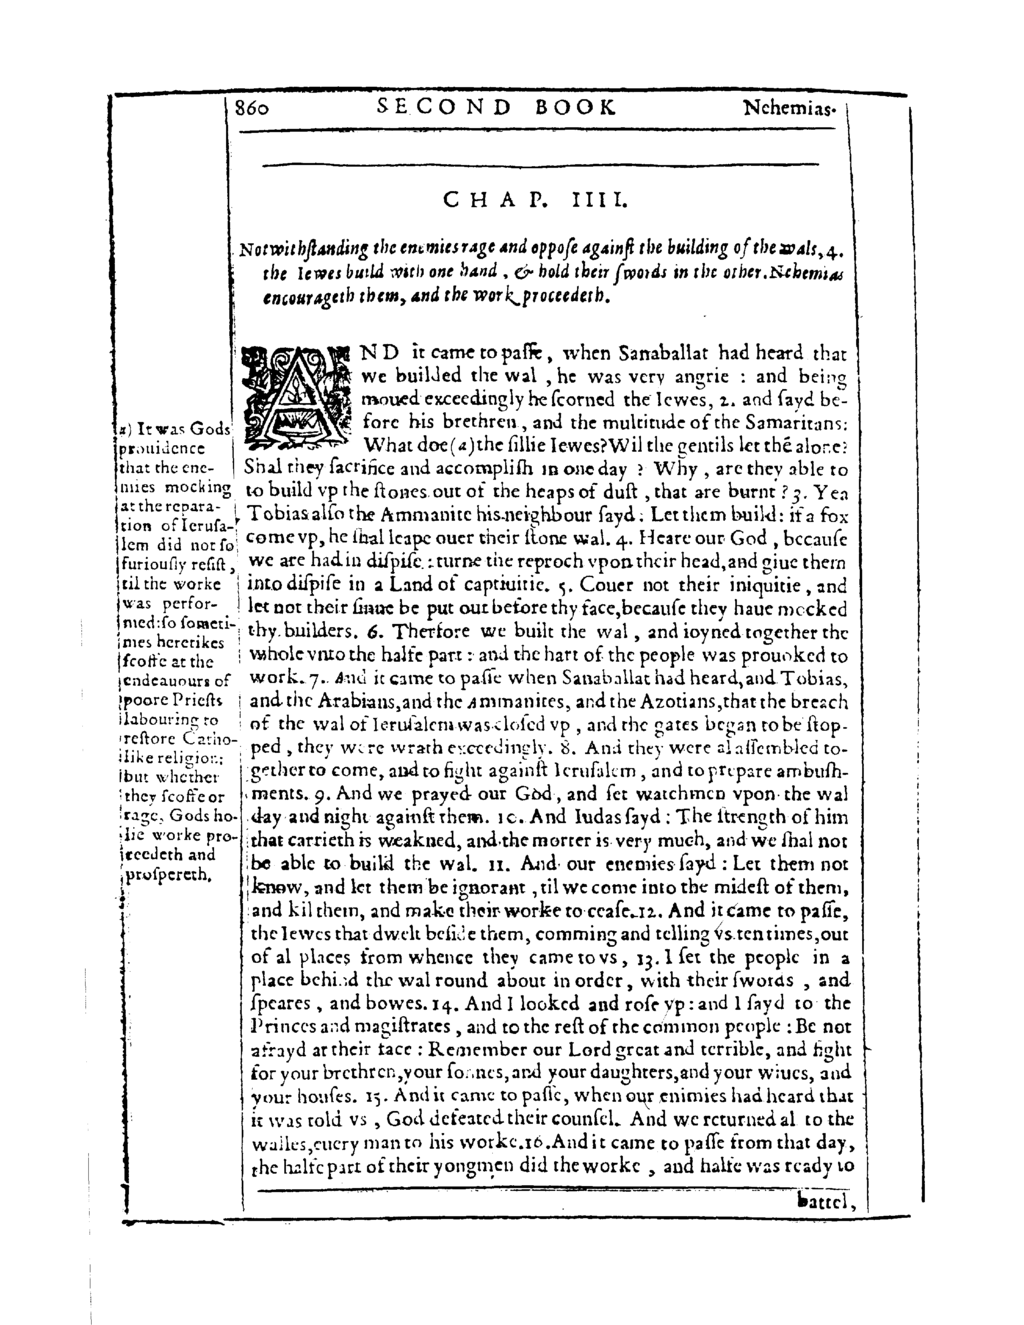 860 SECOND BOOK Nehemias.
CHAP. IIII.
Notwithſtanding the enemies rage and oppoſe againſt the building of the wals, 4.
the Iewes build with one hand, & hold their ſwords in the other. Nehemias
encourageth them, and the work proceedeth.
AND it came to paſſe, when Sanaballat had heard that
we builded the wal, he was very angrie : and being
moued exceedingly he ſcorned the Iewes, 2. and ſayd be-
fore his brethren, and the multitude of the Samaritans:
What doe (a) the ſillie Iewes? Wil the gentils let thē alone?
Shal they ſacrifice and accompliſh in one day ? Why, are they able to
to build vp the ſtones out of the heaps of duſt, that are burnt ? 3. Yea
Tobias alſo the Ammanite his neighbour ſayd: Let them build: if a fox
come vp, he ſhal leape ouer their ſtone wal. 4. Heare our God, becauſe
we are had in diſpiſe: turne the reproch vpon their head, and giue them
into diſpiſe in a Land of captiuitie. 5. Couer not their iniquitie, and
let not their ſinne be put out before thy face, becauſe they haue mocked
thy builders. 6. Therfore we built the wal, and ioyned together the
whole vnto the halfe part : and the hart of the people was prouoked to
work. 7. And it came to paſſe when Sanaballat had heard, and Tobias,
and the Arabians, and the Ammanites, and the Azotians, that the breach
of the wal of Ieruſalem was cloſed vp, and the gates began to be ſtop-
ped, they were wrath exceedingly. 8. And they were al aſſembled to-
gether to come, and to fight againſt Ieruſalem, and to prepare ambuſh-
ments. 9. And we prayed our God, and ſet watchmen vpon the wal
day and night againſt them. 10. And Iudas ſayd : The ſtrength of him
that carrieth is weakned, and the morter is very much, and we ſhal not
be able to build the wal. 11. And our enemies ſayd : Let them not
know, and let them be ignorant, til we come into the mideſt of them,
and kil them, and make their worke to ceaſe. 12. And it came to paſſe,
the Iewes that dwelt beſide them, comming and telling vs ten times, out
of al places from whence they came to vs, 13. I ſet the people in a
place behind the wal round about in order, with their ſwords, and
ſpeares, and bowes. 14. And I looked and roſe vp: and I ſayd to the
Princes and magiſtrates, and to the reſt of the common people : Be not
afrayd at their face : Remember our Lord great and terrible, and fight
for your brethren, your ſonnes, and your daughters, and your wiues, and
your houſes. 15. And it came to paſſe, when our enimies had heard that
it was told vs, God defeated their counſel. And we returned al to the
walles, euery man to his worke. 16. And it came to paſſe from that day,
the halfe part of their yongmen did the worke, and halfe was ready to
battel,
a) It was Gods
prouidence
that the ene-
mies mocking
at the repara-
tion of Ieruſa-
lem did not ſo
furiouſly reſiſt,
til the worke
was perfor-
med: ſo ſometi-
mes heretikes
ſcoffe at the
endeauours of
poore Prieſts
labouring to
reſtore Catho-
like religion:
but whether
they ſcoffe or
rage, Gods ho-
lie worke pro-
ceedeth and
proſpereth.